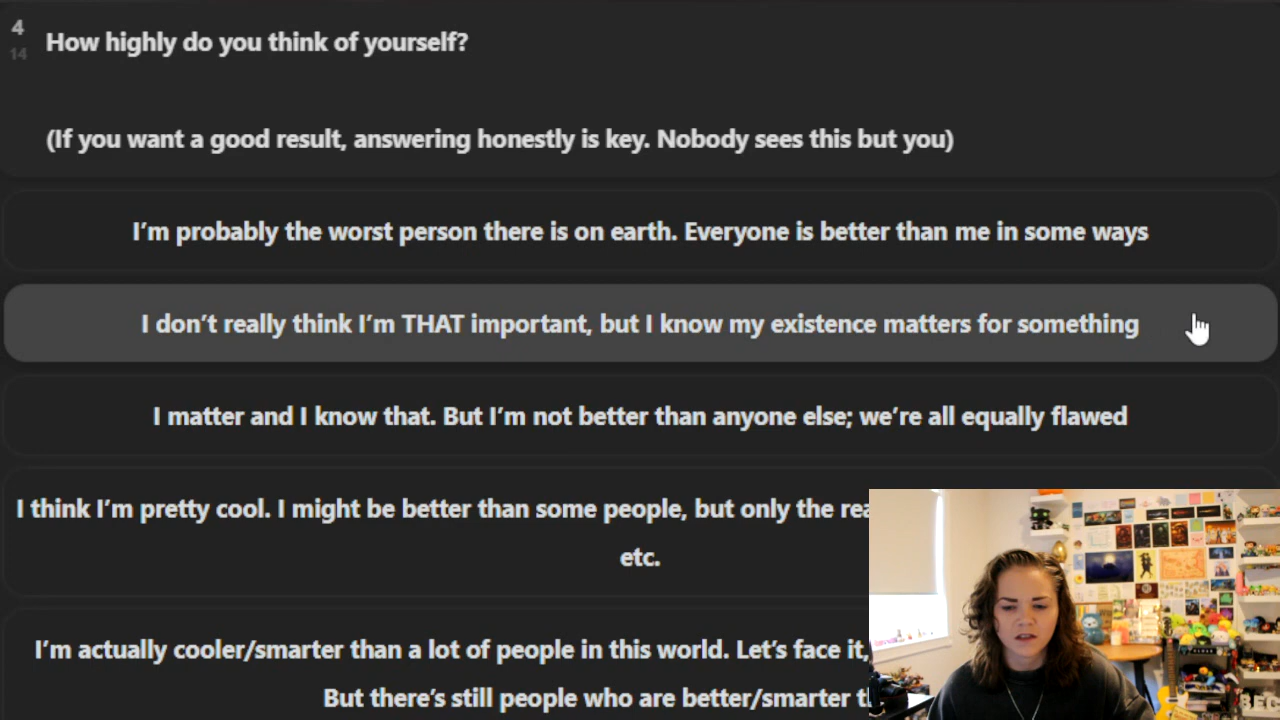 4
14
How highly do you think of yourself?
(If you want a good result, answering honestly is key. Nobody sees this but you)
I’m probably the worst person there is on earth. Everyone is better than me in some ways
I don’t really think I’m THAT important, but I know my existence matters for something
I matter and I know that. But I’m not better than anyone else; we’re all equally flawed
I think I’m pretty cool. I might be better than some people, but only the
etc.
I’m actually cooler/smarter than a lot of people in this world. Let’s face it,
But there’s still people who are better/smarter